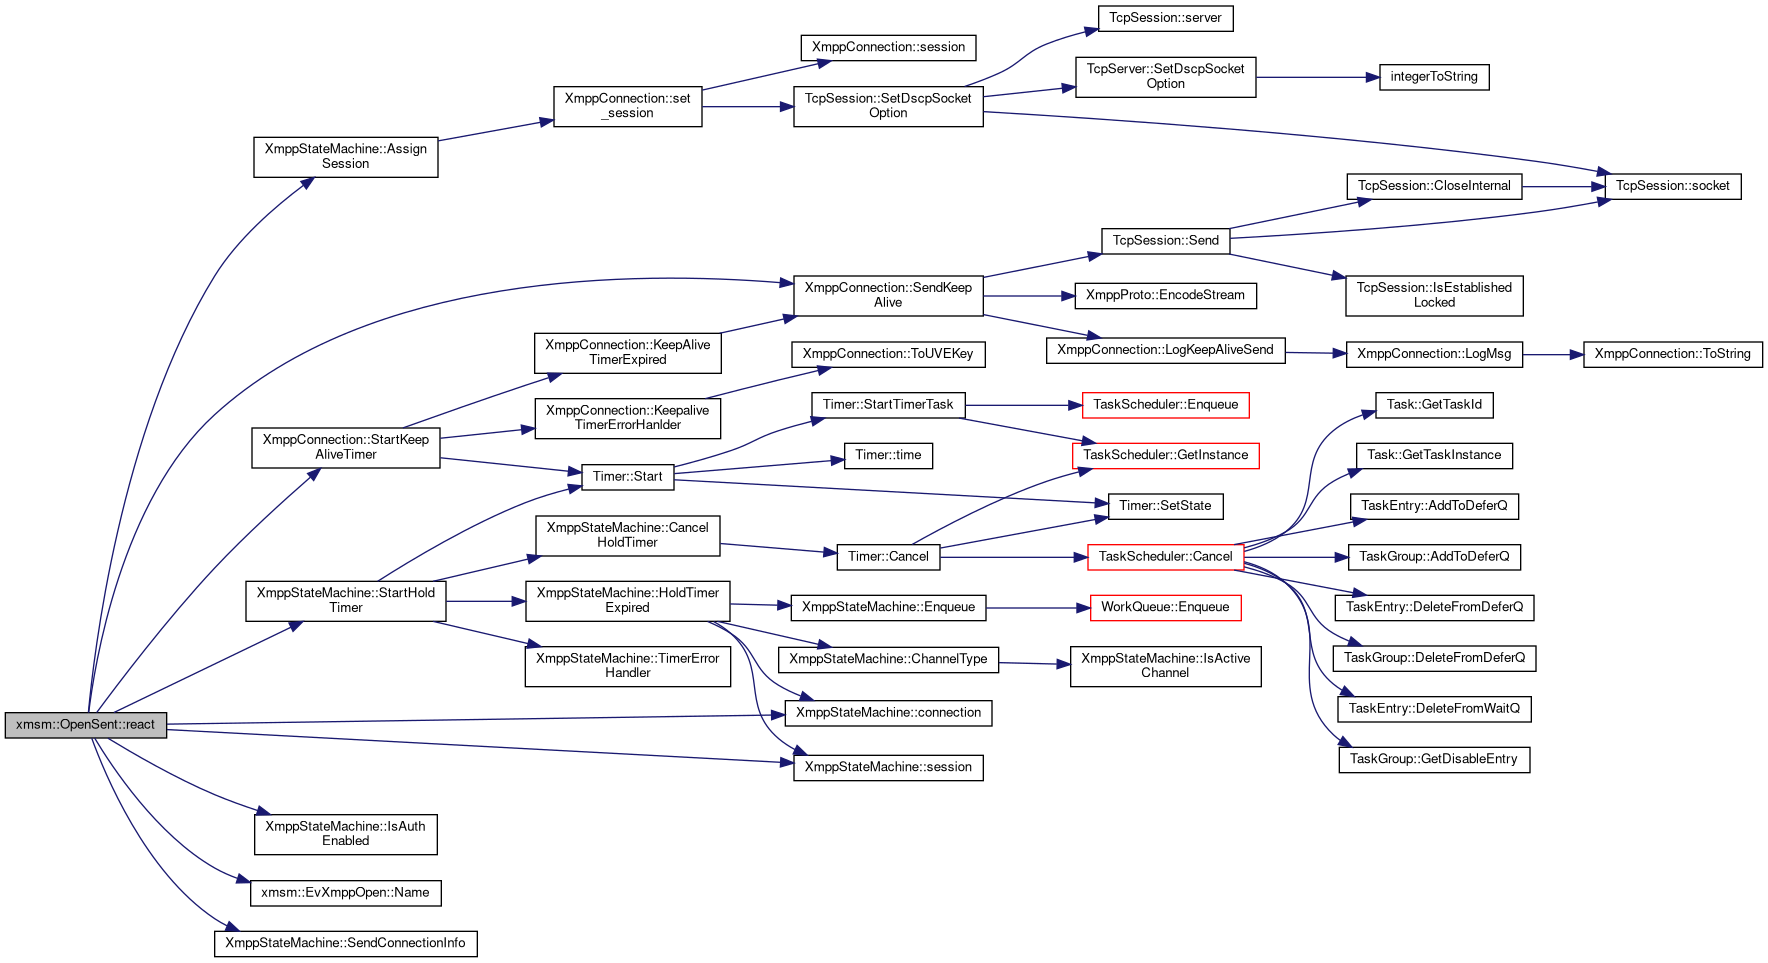 TcpSession::server
XmppConnection::session
TcpServer::SetDscpSocket
Option
integerToString
XmppConnection::set
_session
TcpSession::SetDscpSocket
Option
XmppStateMachine::Assign
Session
TcpSession::CloseInternal
TcpSession::socket
TcpSession::Send
XmppConnection::SendKeep
Alive
XmppProto::EncodeStream
TcpSession::IsEstablished
Locked
XmppConnection::KeepAlive
TimerExpired
XmppConnection::ToUVEKey
XmppConnection::LogKeepAliveSend
XmppConnection::LogMsg
XmppConnection::ToString
XmppConnection::Keepalive
TimerErrorHanlder
Timer::StartTimerTask
TaskScheduler::Enqueue
Task::GetTaskId
XmppConnection::StartKeep
AliveTimer
Timer::time
TaskScheduler::GetInstance
Task::GetTaskInstance
Timer::Start
Timer::SetState
TaskEntry::AddToDeferQ
XmppStateMachine::Cancel
HoldTimer
Timer::Cancel
TaskScheduler::Cancel
TaskGroup::AddToDeferQ
XmppStateMachine::StartHold
Timer
XmppStateMachine::HoldTimer
Expired
XmppStateMachine::Enqueue
WorkQueue::Enqueue
TaskEntry::DeleteFromDeferQ
XmppStateMachine::TimerError
Handler
XmppStateMachine::ChannelType
XmppStateMachine::IsActive
Channel
TaskGroup::DeleteFromDeferQ
xmsm::OpenSent::react
XmppStateMachine::connection
TaskEntry::DeleteFromWaitQ
XmppStateMachine::session
TaskGroup::GetDisableEntry
XmppStateMachine::IsAuth
Enabled
xmsm::EvXmppOpen::Name
XmppStateMachine::SendConnectionInfo